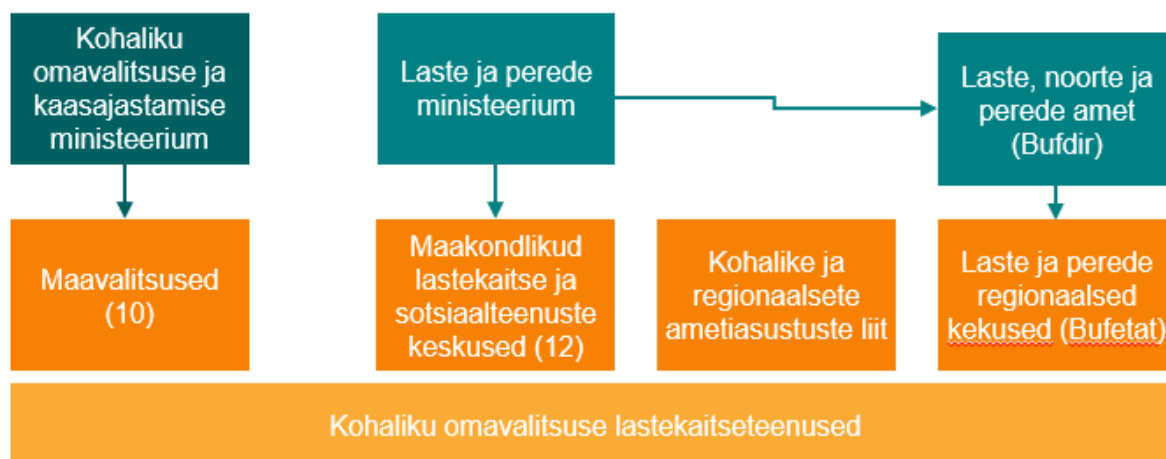 Kohaliku
omavalitsuse ja
kaasajastamise
ministeerium
Laste ja perede
ministeerium
Laste, noorte ja
perede amet
(Bufdir)
Maavalitsused
(10)
Maakondlikud
lastekaitse ja
sotsiaalteenuste
keskused (12)
Kohalike ja
regionaalsete
ametiasustuste liit
Laste ja perede
regionaalsed
kekused (Bufetat)
Kohaliku omavalitsuse lastekaitseteenused